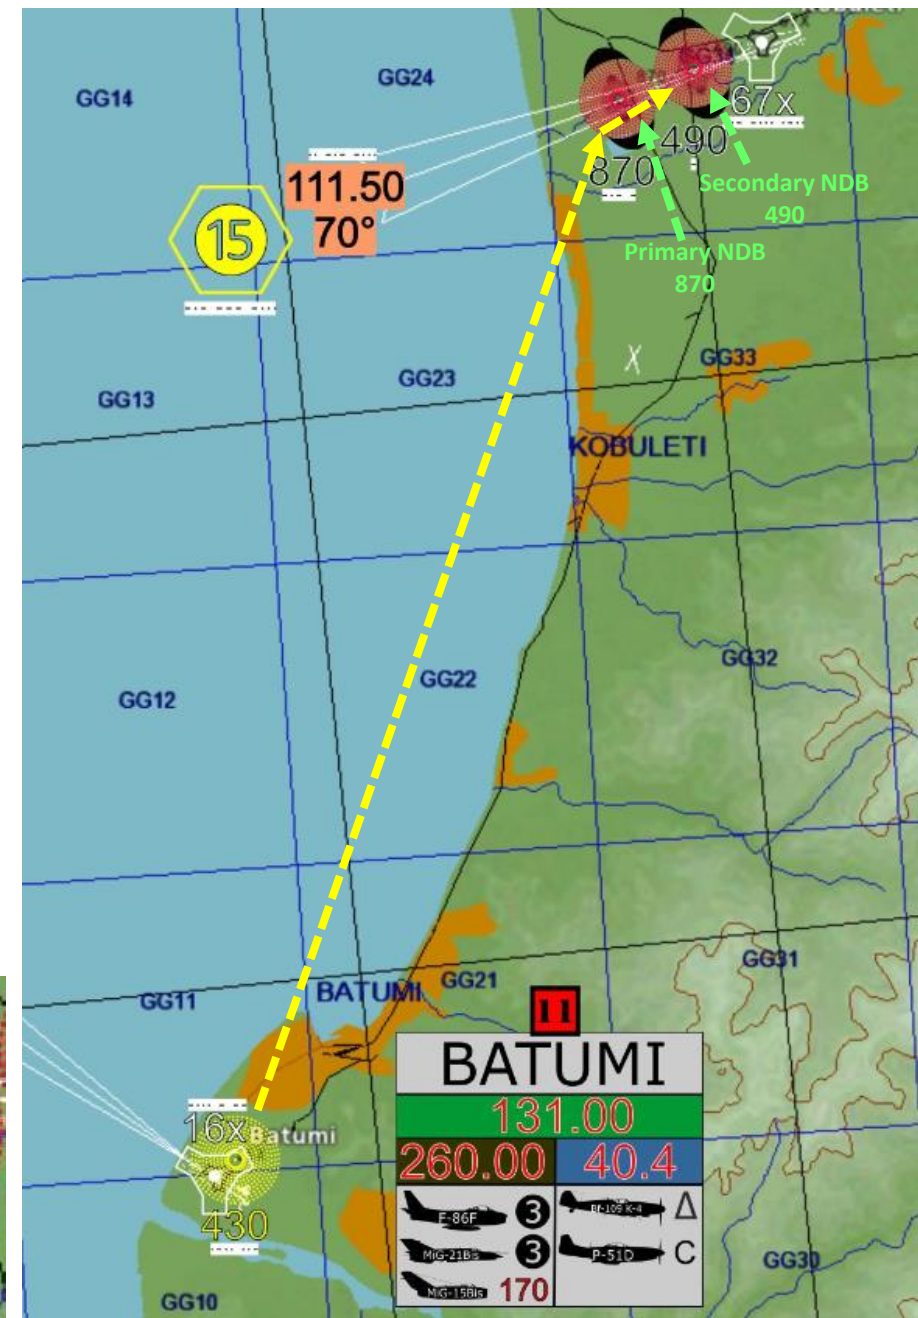 Kobuleti
GG14
GG24
67x
490
870
Secondary NDB
490
Primary NDB
870
111.50
70°
15
GG33
GG13
GG23
KOBULETI
GG32
GG12
GG22
GG31
GG11
BATUMI
GG21
11
BATUMI
131.00
260.00
40.4
F-86F
3
Bf-109 K-4
Δ
MiG-21Bis
3
P-51D
C
MiG-15Bis
170
16x
Batumi
430
GG10
GG30